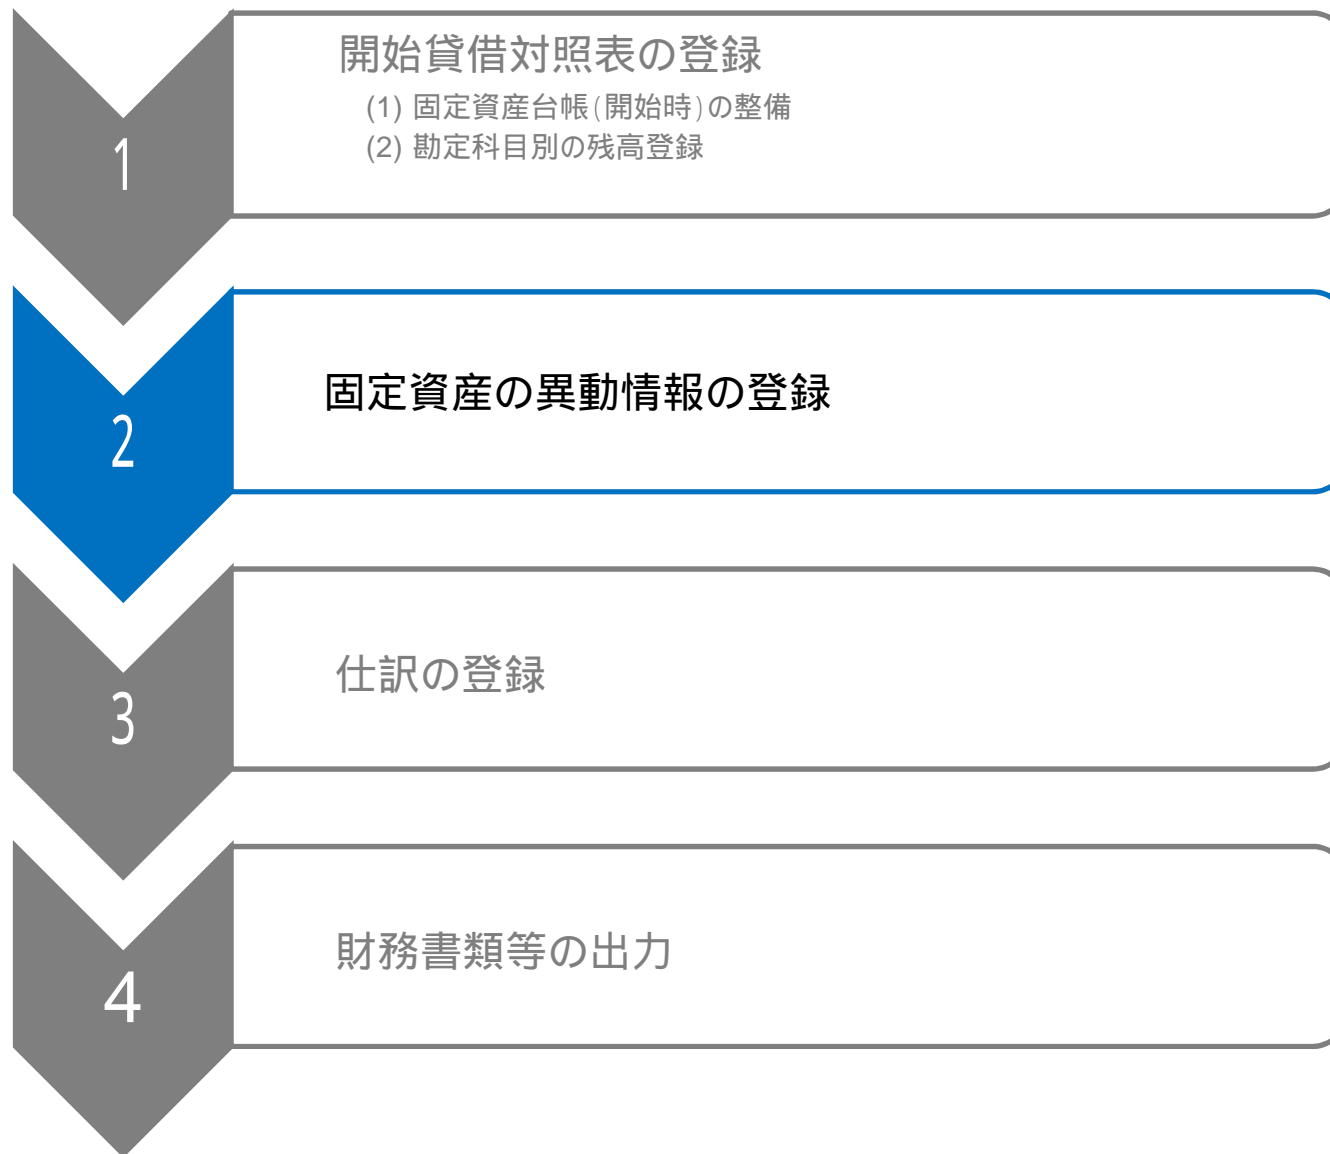 1
開始貸借対照表の登録
(1) 固定資産台帳(開始時)の整備
(2) 勘定科目別の残高登録
2
固定資産の異動情報の登録
3
仕訳の登録
4
財務書類等の出力